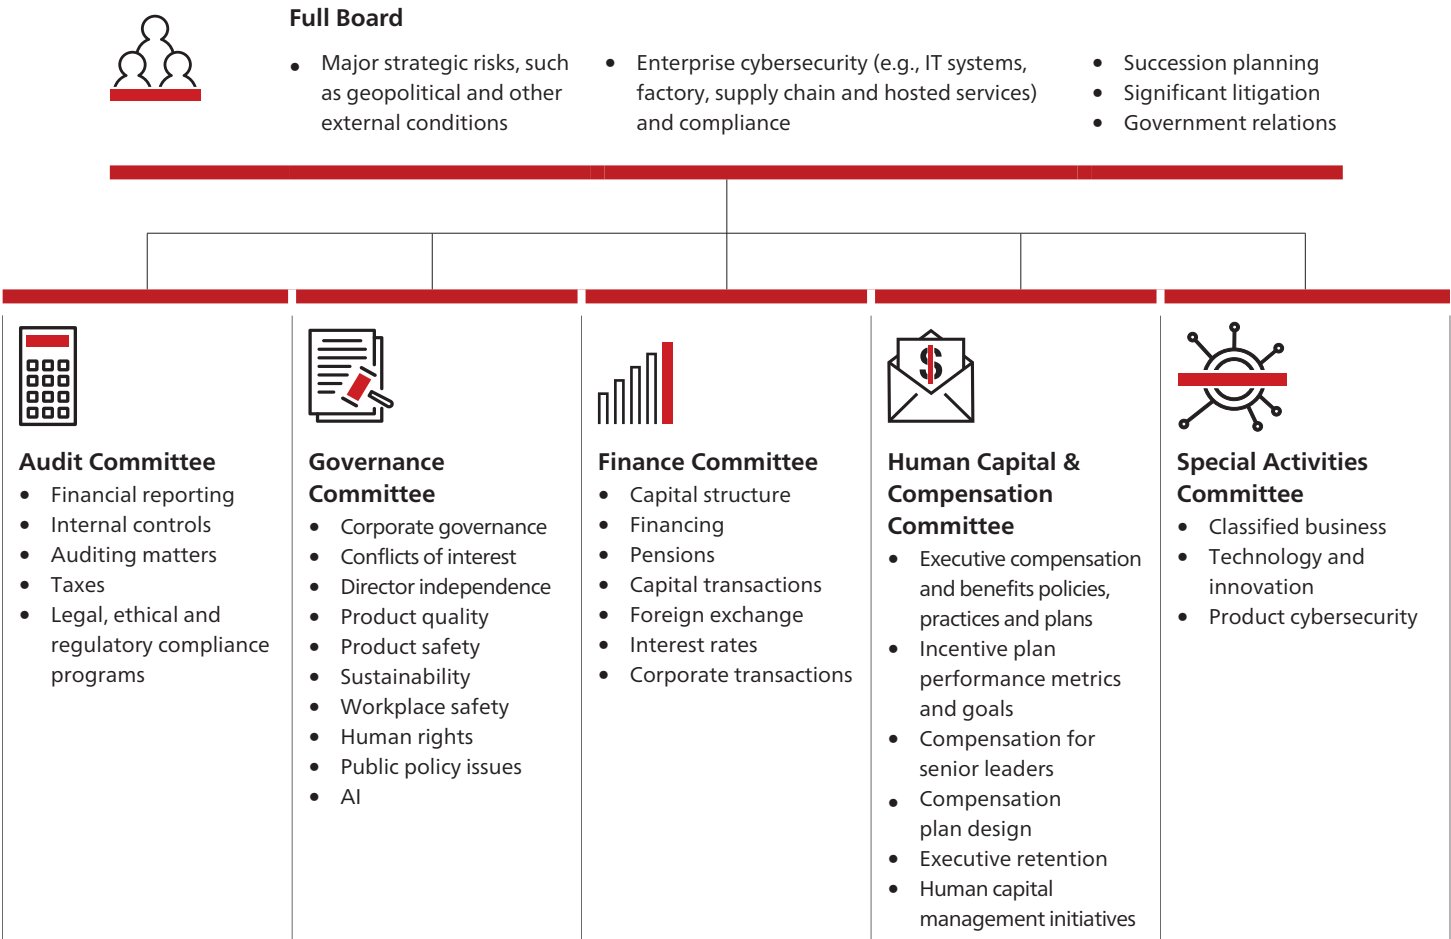 Full Board
• Major strategic risks, such
as geopolitical and other
external conditions
• Enterprise cybersecurity (e.g., IT systems,
factory, supply chain and hosted services)
and compliance
• Succession planning
• Significant litigation
• Government relations
Audit Committee
• Financial reporting
• Internal controls
• Auditing matters
• Taxes
• Legal, ethical and
regulatory compliance
programs
Governance
Committee
• Corporate governance
• Conflicts of interest
• Director independence
• Product quality
• Product safety
• Sustainability
• Workplace safety
• Human rights
• Public policy issues
• AI
Finance Committee
• Capital structure
• Financing
• Pensions
• Capital transactions
• Foreign exchange
• Interest rates
• Corporate transactions
$
Human Capital &
Compensation
Committee
• Executive compensation
and benefits policies,
practices and plans
• Incentive plan
performance metrics
and goals
• Compensation for
senior leaders
• Compensation
plan design
• Executive retention
• Human capital
management initiatives
Special Activities
Committee
• Classified business
• Technology and
innovation
• Product cybersecurity